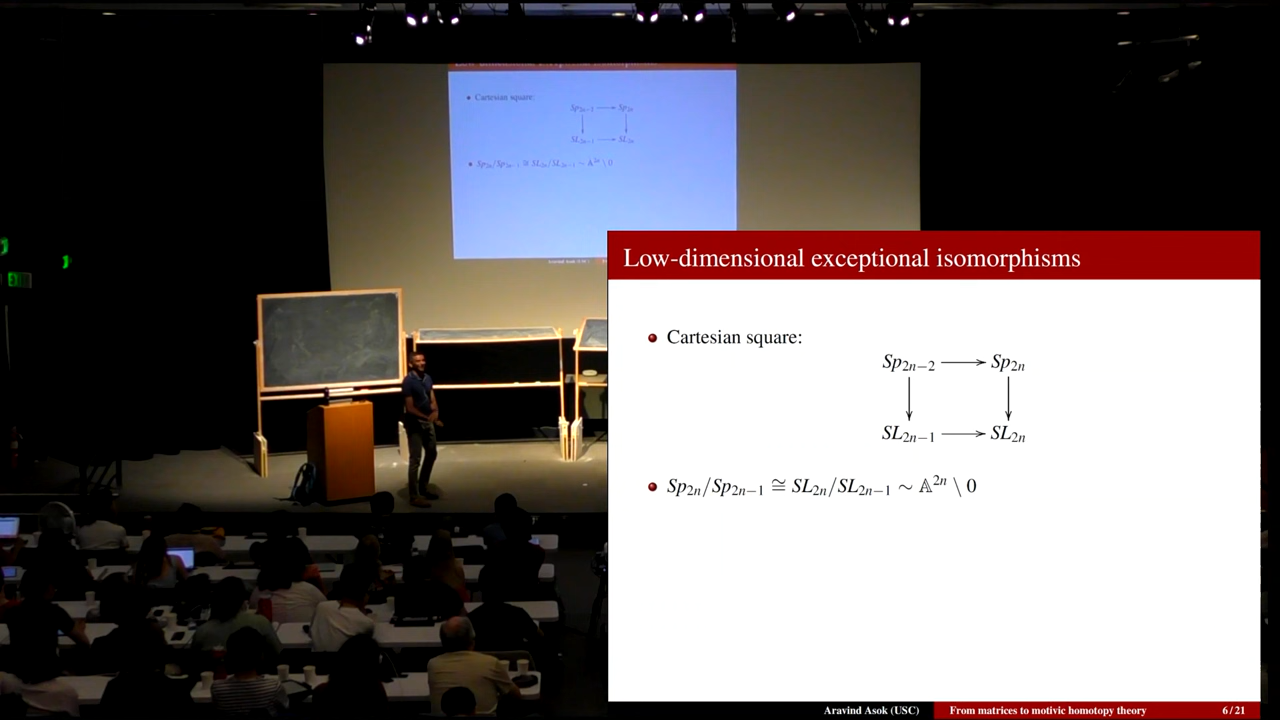 Low-dimensional exceptional isomorphisms
Cartesian square:
Sp₂ₙ₋₂ → Sp₂ₙ
SL₂ₙ₋₁ → SL₂ₙ
Sp₂ₙ/Sp₂ₙ₋₁ ≅ SL₂ₙ/SL₂ₙ₋₁ ∼ 𝔸²ⁿ \ 0
Aravind Asok (USC) From matrices to motivic homotopy theory 6 / 21